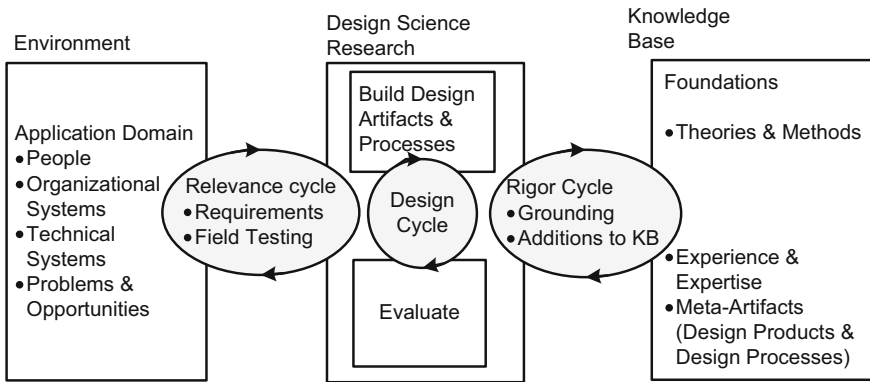 Environment
Application Domain
•People
•Organizational
Systems
•Technical
Systems
•Problems &
Opportunities
Relevance cycle
•Requirements
•Field Testing
Design Science
Research
Build Design
Artifacts &
Processes
Design
Cycle
Evaluate
Rigor Cycle
•Grounding
•Additions to KB
Knowledge
Base
Foundations
•Theories & Methods
•Experience &
Expertise
•Meta-Artifacts
(Design Products &
Design Processes)